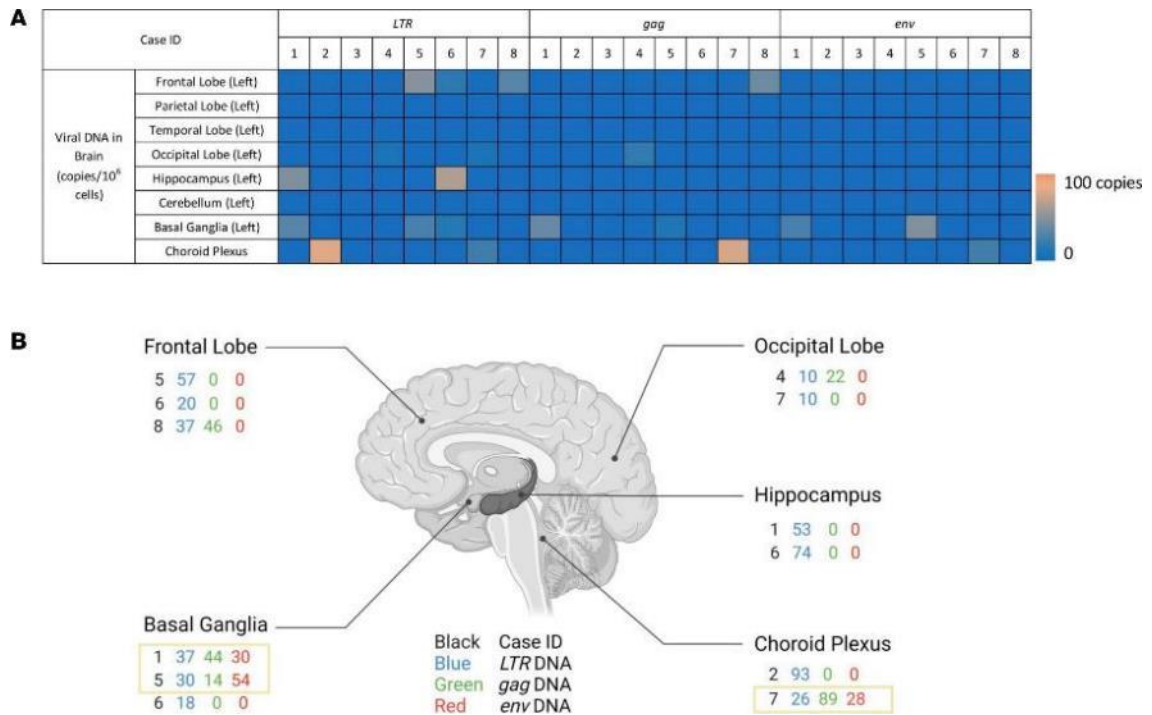 A
Case ID
LTR gag env
1 2 3 4 5 6 7 8 1 2 3 4 5 6 7 8 1 2 3 4 5 6 7 8
Viral DNA in
Brain
(copies/10⁶
cells)
Frontal Lobe (Left)
Parietal Lobe (Left)
Temporal Lobe (Left)
Occipital Lobe (Left)
Hippocampus (Left)
Cerebellum (Left)
Basal Ganglia (Left)
Choroid Plexus
100 copies
0
B
Frontal Lobe
5 57 0 0
6 20 0 0
8 37 46 0
Occipital Lobe
4 10 22 0
7 10 0 0
Hippocampus
1 53 0 0
6 74 0 0
Basal Ganglia
1 37 44 30
5 30 14 54
6 18 0 0
Black Case ID
Blue LTR DNA
Green gag DNA
Red env DNA
Choroid Plexus
2 93 0 0
7 26 89 28